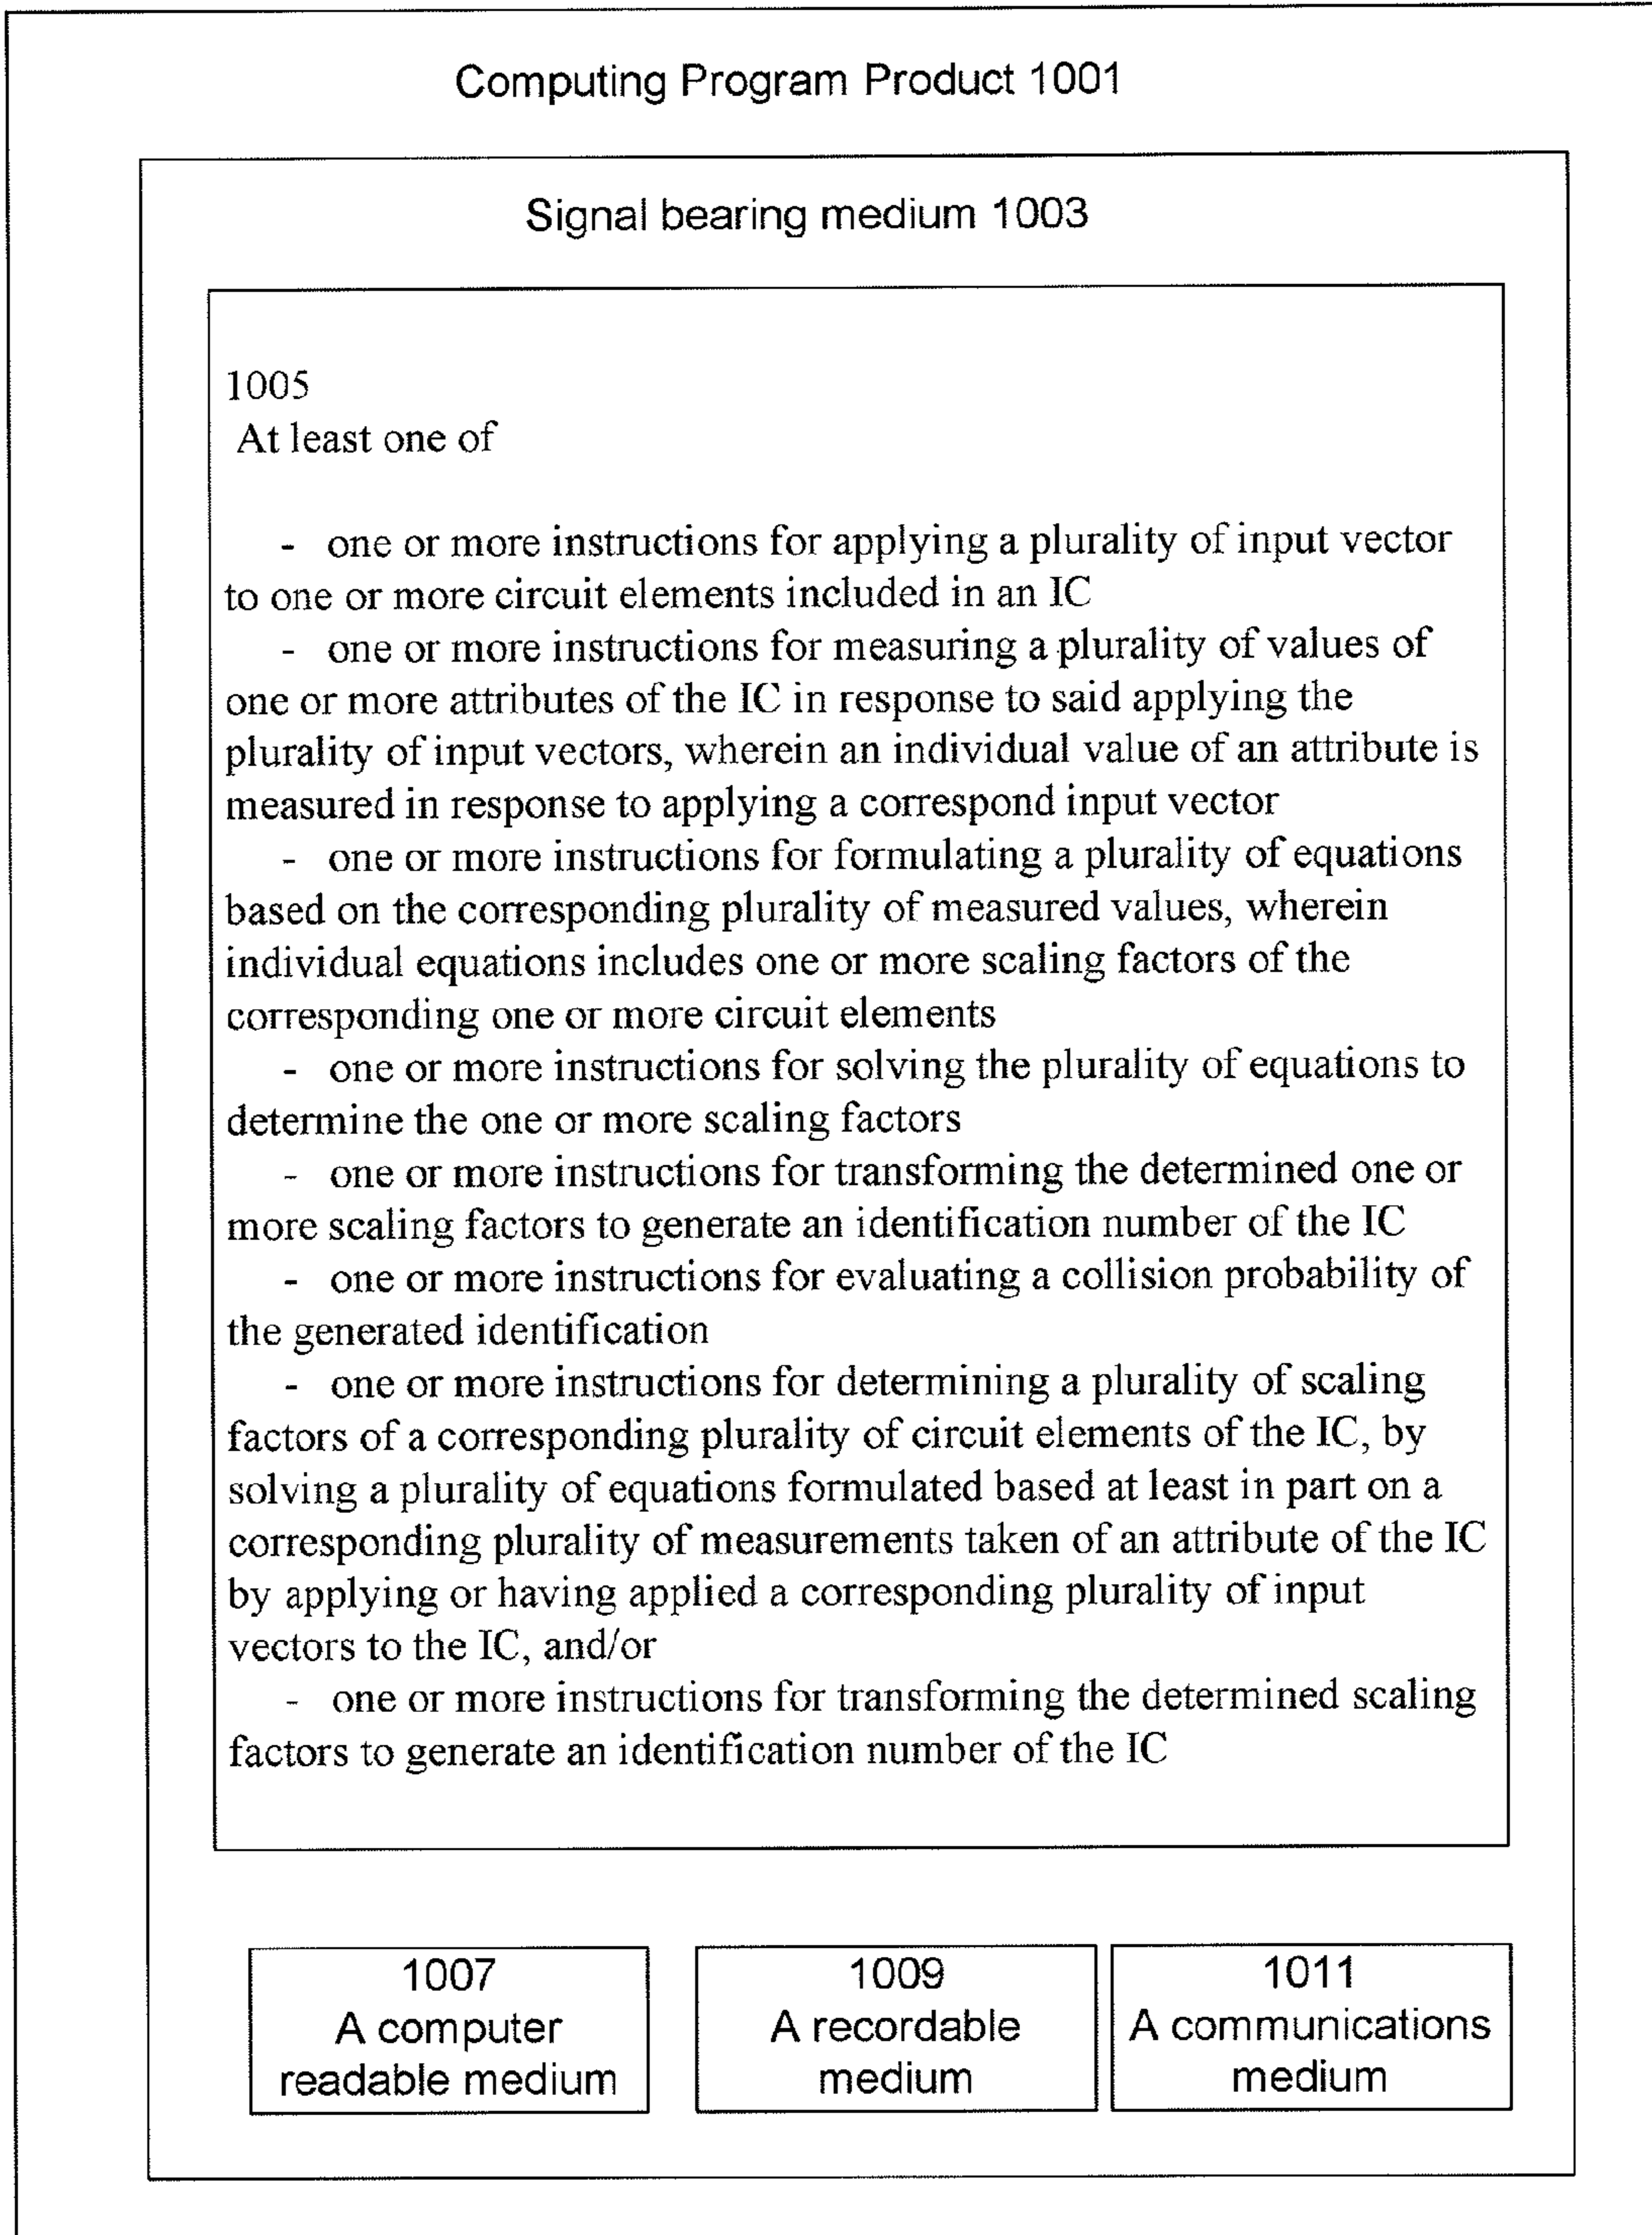 Computing Program Product 1001
Signal bearing medium 1003
1005
At least one of
- one or more instructions for applying a plurality of input vector
to one or more circuit elements included in an IC
- one or more instructions for measuring a plurality of values of
one or more attributes of the IC in response to said applying the
plurality of input vectors, wherein an individual value of an attribute is
measured in response to applying a correspond input vector
- one or more instructions for formulating a plurality of equations
based on the corresponding plurality of measured values, wherein
individual equations includes one or more scaling factors of the
corresponding one or more circuit elements
- one or more instructions for solving the plurality of equations to
determine the one or more scaling factors
- one or more instructions for transforming the determined one or
more scaling factors to generate an identification number of the IC
- one or more instructions for evaluating a collision probability of
the generated identification
- one or more instructions for determining a plurality of scaling
factors of a corresponding plurality of circuit elements of the IC, by
solving a plurality of equations formulated based at least in part on a
corresponding plurality of measurements taken of an attribute of the IC
by applying or having applied a corresponding plurality of input
vectors to the IC, and/or
- one or more instructions for transforming the determined scaling
factors to generate an identification number of the IC
1007
A computer
readable medium
1009
A recordable
medium
1011
A communications
medium